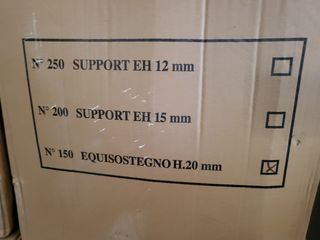 N° 250 SUPPORT EH 12 mm
N° 200 SUPPORT EH 15 mm
N° 150 EQUISOSTEGNO H.20 mm